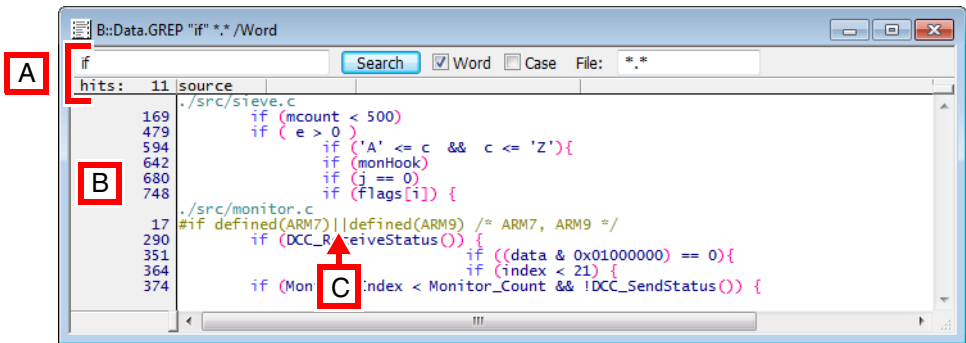 B::Data.GREP "if" *.* /Word
A
if Search Word Case File: *.*
hits: 11 source
./src/sieve.c
169 if (mcount < 500)
479 if ( e > 0 )
594 if ('A' <= c && c <= 'Z'){
B
642 if (monHook)
680 if (j == 0)
748 if (flags[i]) {
./src/monitor.c
17 #if defined(ARM7)||defined(ARM9) /* ARM7, ARM9 */
290 if (DCC_ReceiveStatus()) {
351 if ((data & 0x01000000) == 0){
364 if (index < 21) {
C
374 if (Mon Index < Monitor_Count && !DCC_SendStatus()) {